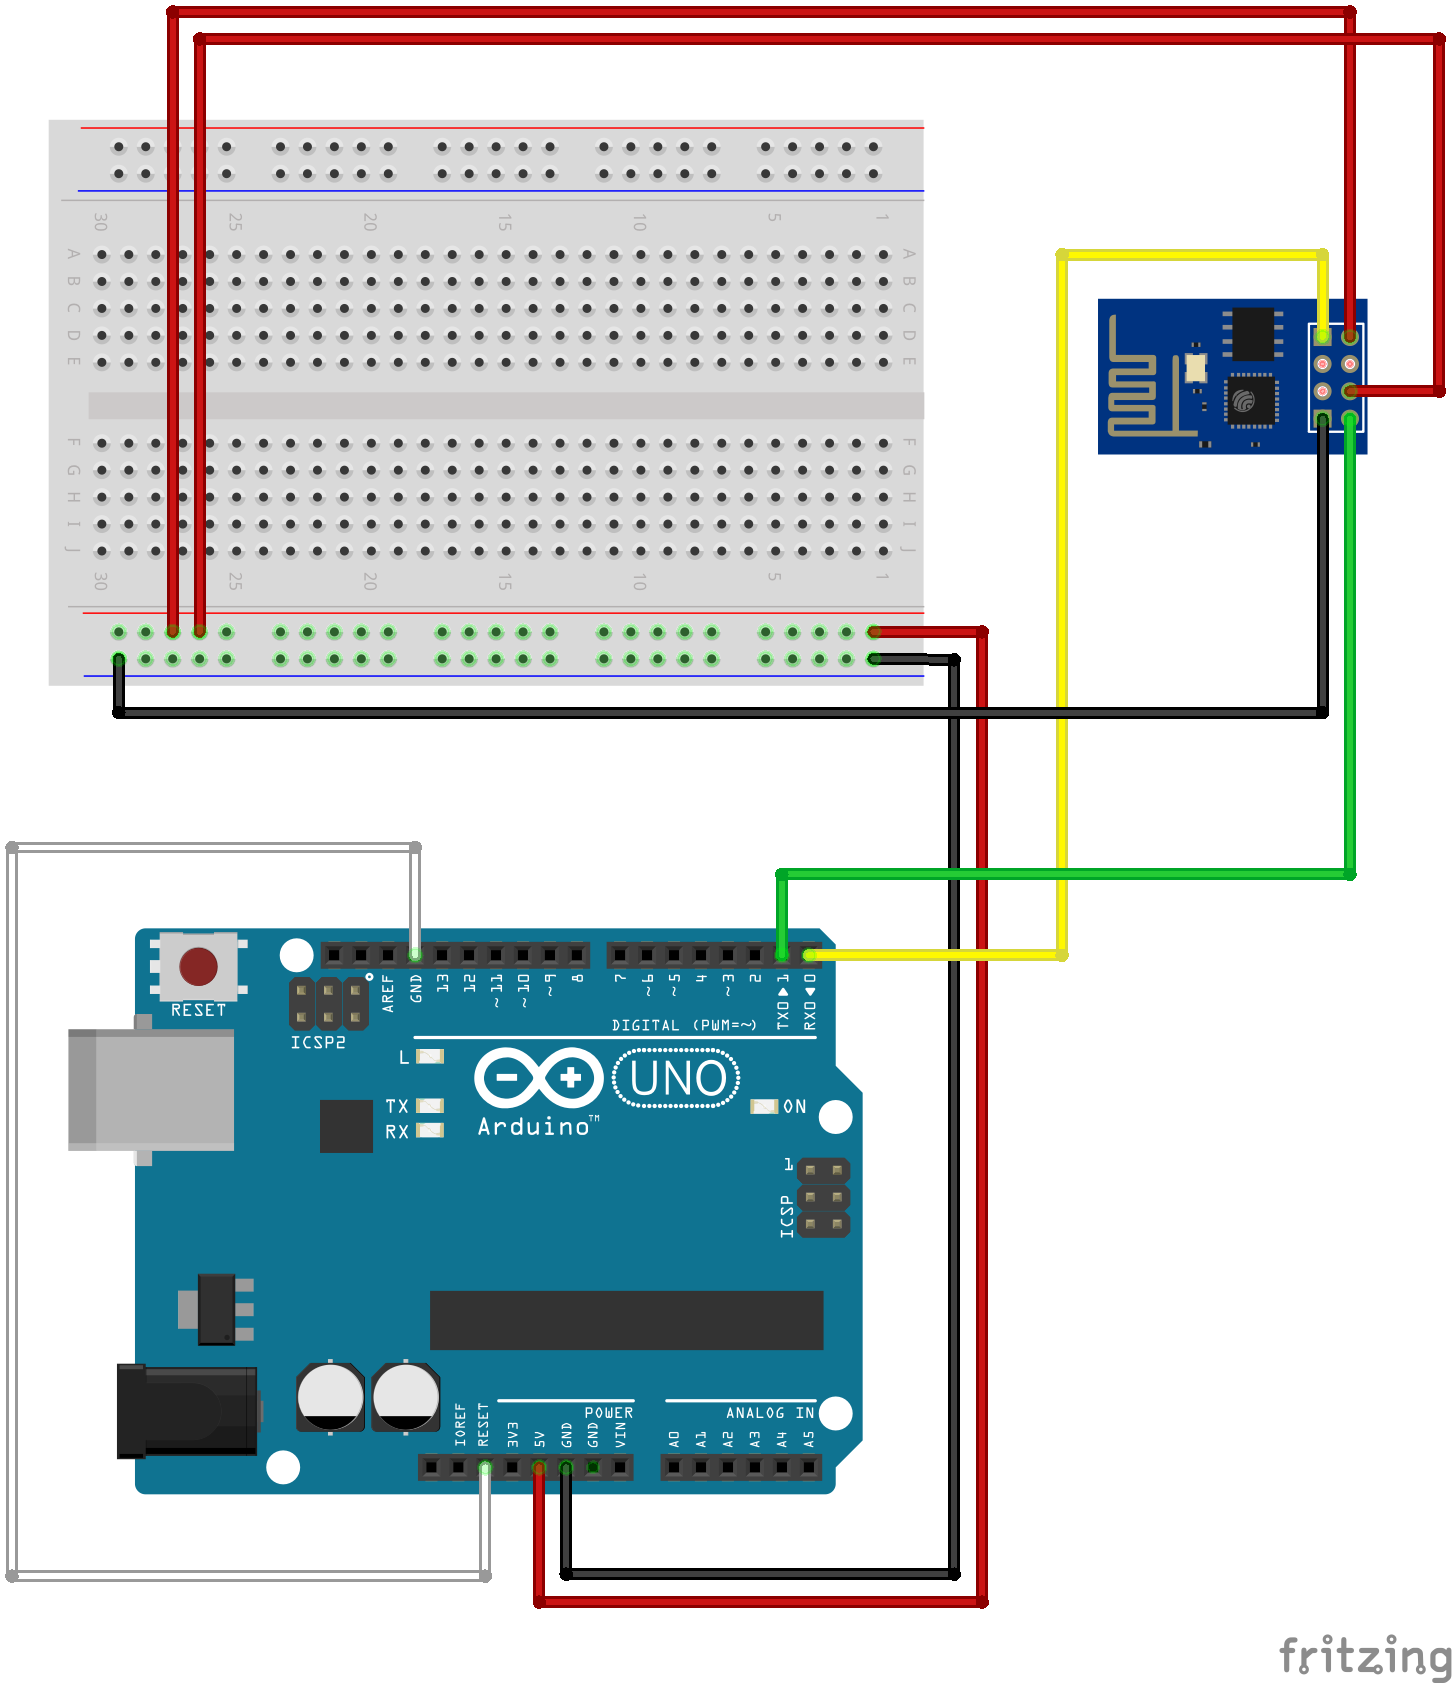 30 25 20 15 10 5 1
A A
B B
C C
D D
E E
F F
G G
H H
I I
J J
30 25 20 15 10 5 1
RESET
ICSP2
AREF GND 13 12 ~11 ~10 ~9 8 7 ~6 ~5 4 ~3 2 TX0▶1 RX0◀0
DIGITAL (PWM=~)
L
TX
RX
UNO
Arduino™
ON
1
ICSP
POWER
ANALOG IN
IOREF RESET 3V3 5V GND GND VIN A0 A1 A2 A3 A4 A5
fritzing